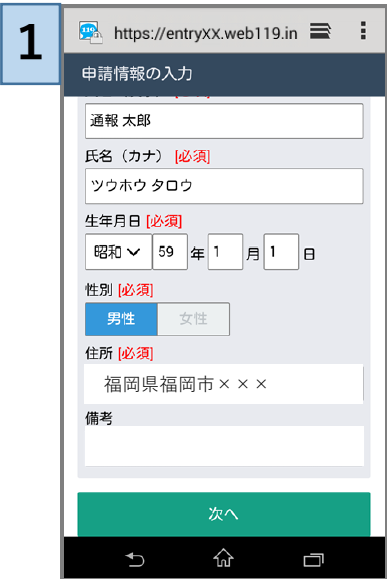 1
https://entryXX.web119.in
申請情報の入力
通報 太郎
氏名（カナ） [必須]
ツウホウ タロウ
生年月日 [必須]
昭和 59 年 1 月 1 日
性別 [必須]
男性 女性
住所 [必須]
福岡県福岡市×××
備考
次へ